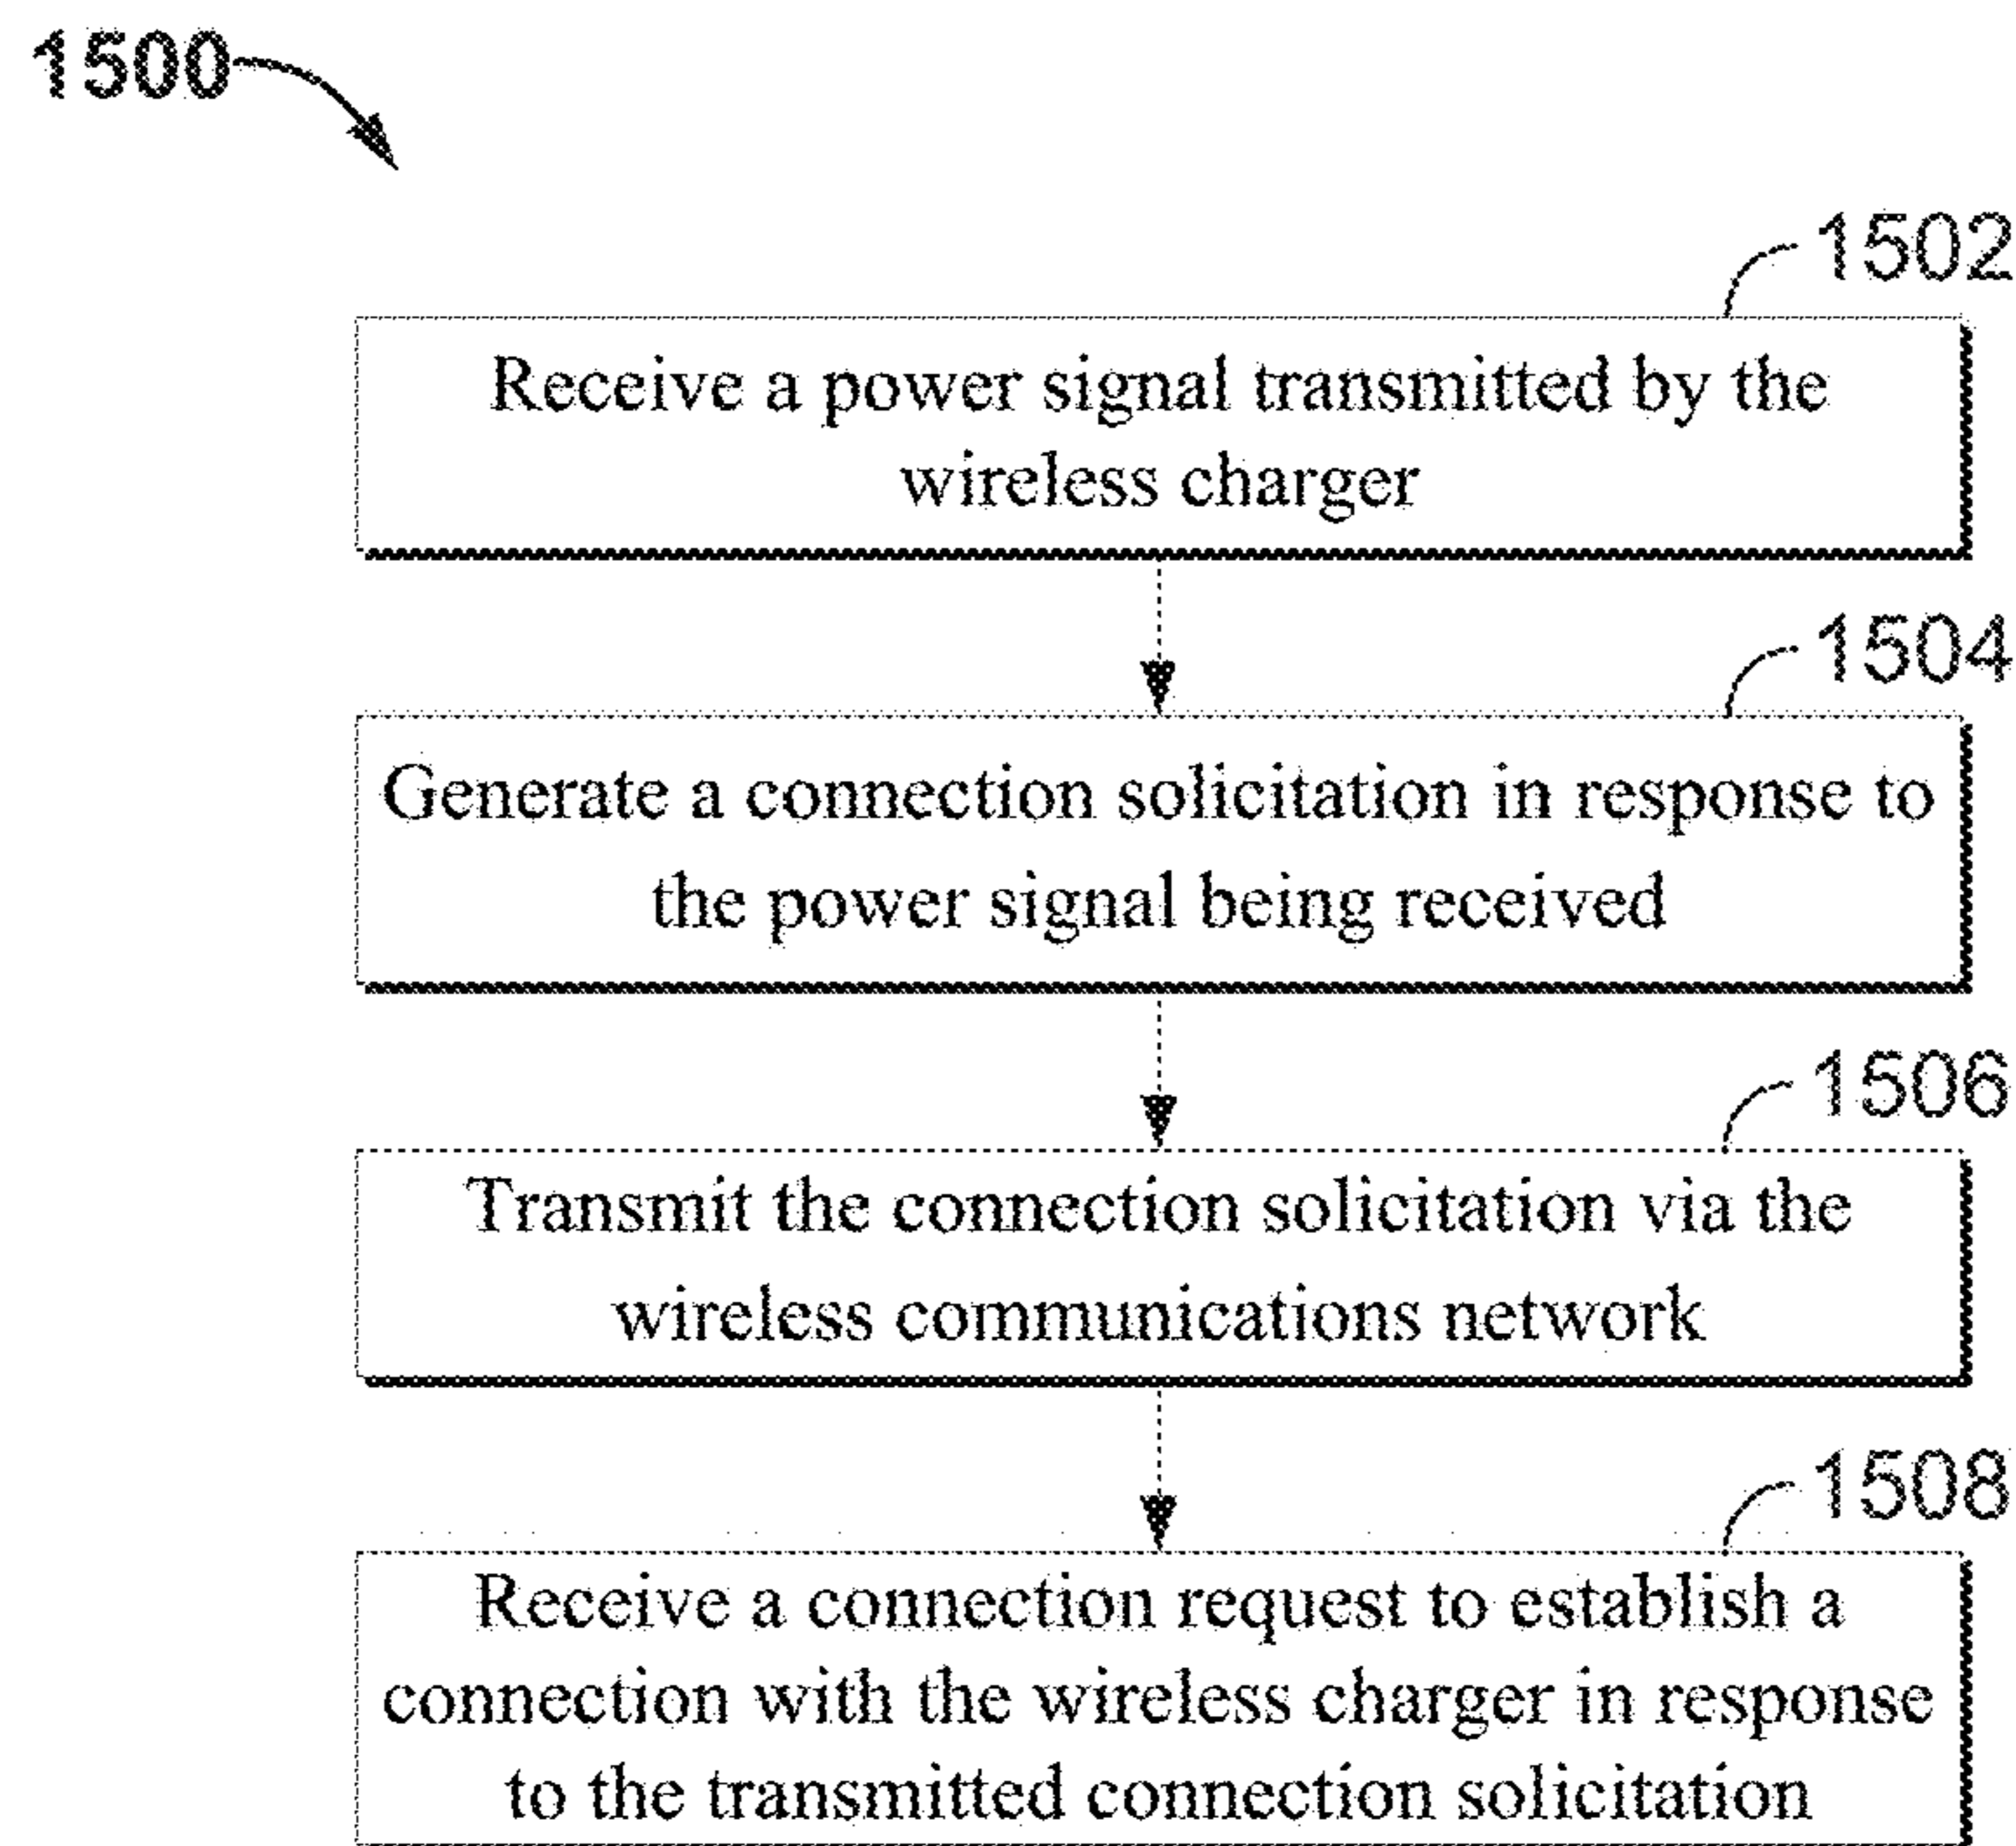 1500
1502
Receive a power signal transmitted by the
wireless charger
1504
Generate a connection solicitation in response to
the power signal being received
1506
Transmit the connection solicitation via the
wireless communications network
1508
Receive a connection request to establish a
connection with the wireless charger in response
to the transmitted connection solicitation